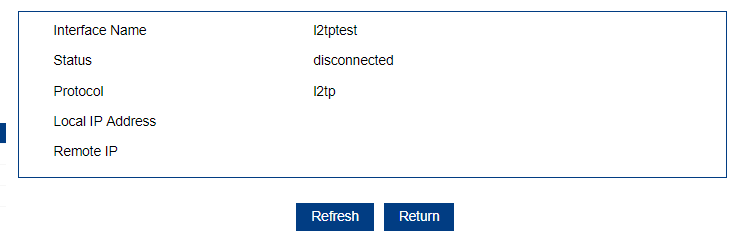 Interface Name l2tptest
Status disconnected
Protocol l2tp
Local IP Address
Remote IP
Refresh Return